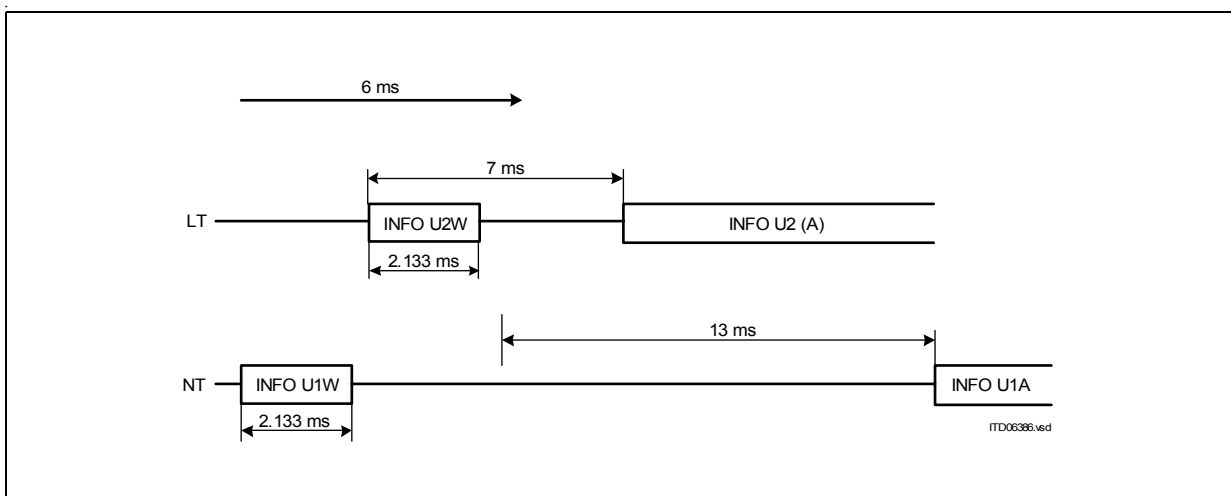 6 ms
7 ms
LT
INFO U2W
INFO U2 (A)
2.133 ms
13 ms
NT
INFO U1W
INFO U1A
2.133 ms
ITD06386.vsd